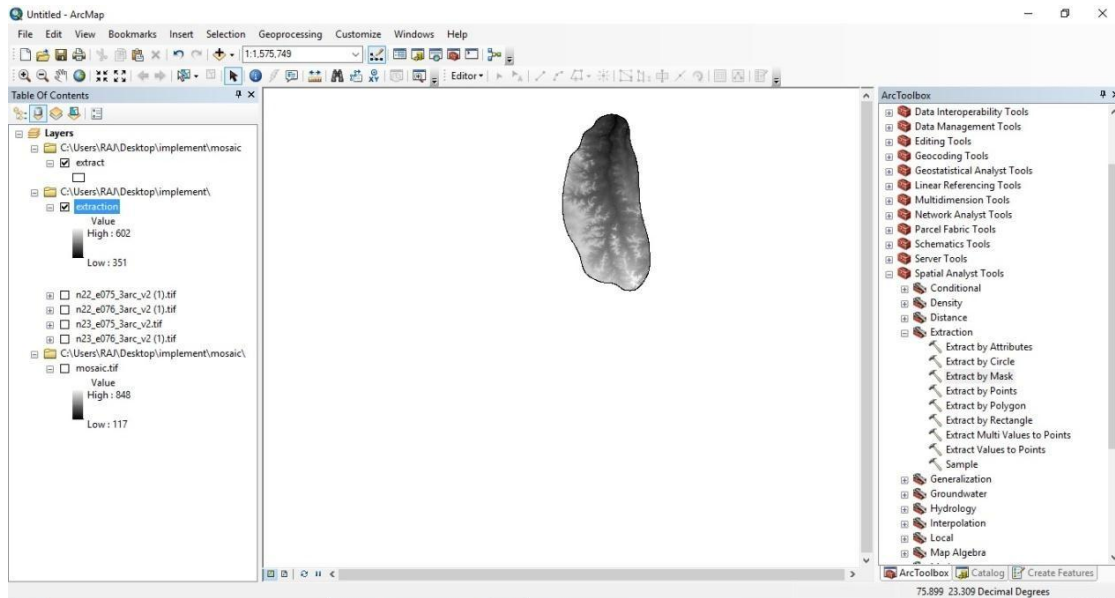 Untitled - ArcMap
File Edit View Bookmarks Insert Selection Geoprocessing Customize Windows Help
1:1,575,749
Editor
Table Of Contents
Layers
C:\Users\RAJ\Desktop\implement\mosaic
extract
C:\Users\RAJ\Desktop\implement\
extraction
Value
High : 602
Low : 351
n22_e075_3arc_v2 (1).tif
n22_e076_3arc_v2 (1).tif
n23_e075_3arc_v2.tif
n23_e076_3arc_v2 (1).tif
C:\Users\RAJ\Desktop\implement\mosaic\
mosaic.tif
Value
High : 848
Low : 117
ArcToolbox
Data Interoperability Tools
Data Management Tools
Editing Tools
Geocoding Tools
Geostatistical Analyst Tools
Linear Referencing Tools
Multidimension Tools
Network Analyst Tools
Parcel Fabric Tools
Schematics Tools
Server Tools
Spatial Analyst Tools
Conditional
Density
Distance
Extraction
Extract by Attributes
Extract by Circle
Extract by Mask
Extract by Points
Extract by Polygon
Extract by Rectangle
Extract Multi Values to Points
Extract Values to Points
Sample
Generalization
Groundwater
Hydrology
Interpolation
Local
Map Algebra
ArcToolbox Catalog Create Features
75.899 23.309 Decimal Degrees